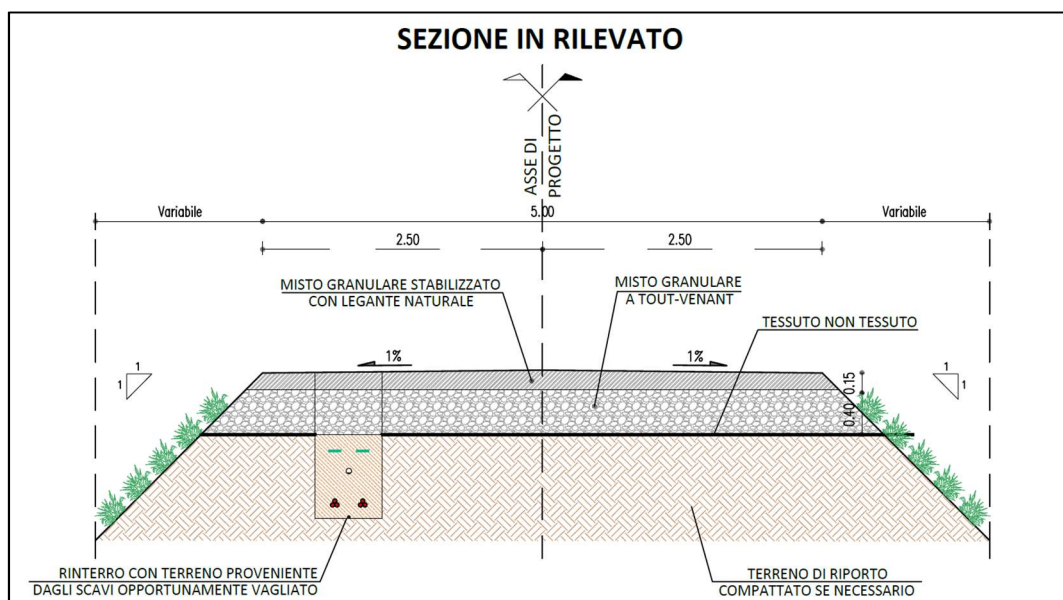 SEZIONE IN RILEVATO
ASSE DI
PROGETTO
Variabile
5.00
Variabile
2.50
2.50
MISTO GRANULARE STABILIZZATO
CON LEGANTE NATURALE
MISTO GRANULARE
A TOUT-VENANT
TESSUTO NON TESSUTO
1%
1%
1
1
1
1
0.15
0.40
RINTERRO CON TERRENO PROVENIENTE
DAGLI SCAVI OPPORTUNAMENTE VAGLIATO
TERRENO DI RIPORTO
COMPATTATO SE NECESSARIO